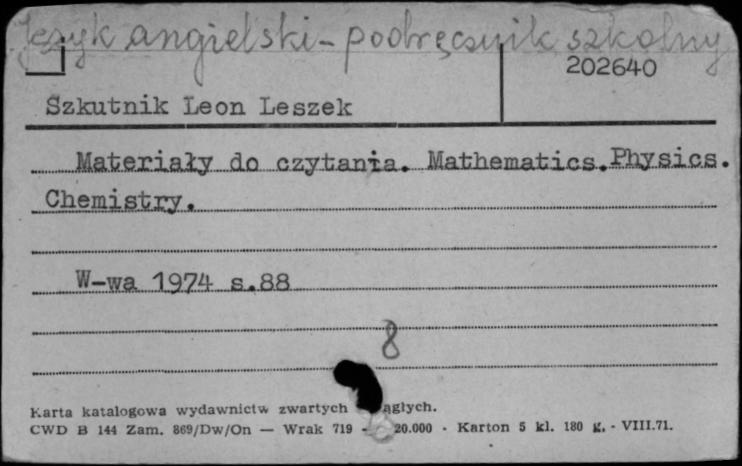 Język angielski - podręcznik szkolny
202640
Szkutnik Leon Leszek
Materiały do czytania. Mathematics. Physics.
Chemistry.
W-wa 1974 s.88
8
Karta katalogowa wydawnictw zwartych ągłych.
CWD B 144 Zam. 869/Dw/On — Wrak 719 - 20.000 - Karton 5 kl. 180 g. - VIII.71.